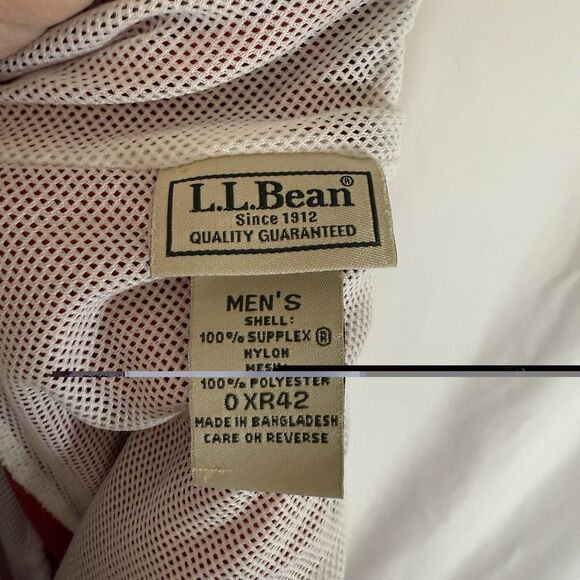 L.L.Bean®
Since 1912
QUALITY GUARANTEED
MEN'S
SHELL:
100% SUPPLEX ®
NYLON
MESH:
100% POLYESTER
0XR42
MADE IN BANGLADESH
CARE ON REVERSE